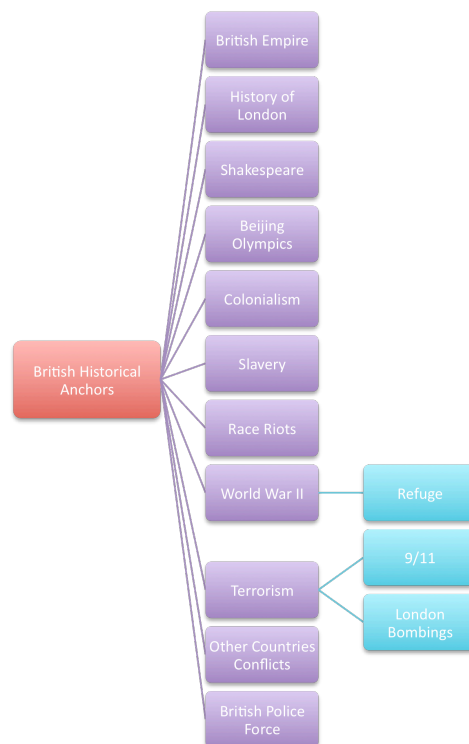 British Empire
History of
London
Shakespeare
Beijing
Olympics
Colonialism
British Historical
Anchors
Slavery
Race Riots
World War II
Refuge
9/11
Terrorism
London
Bombings
Other Countries
Conflicts
British Police
Force